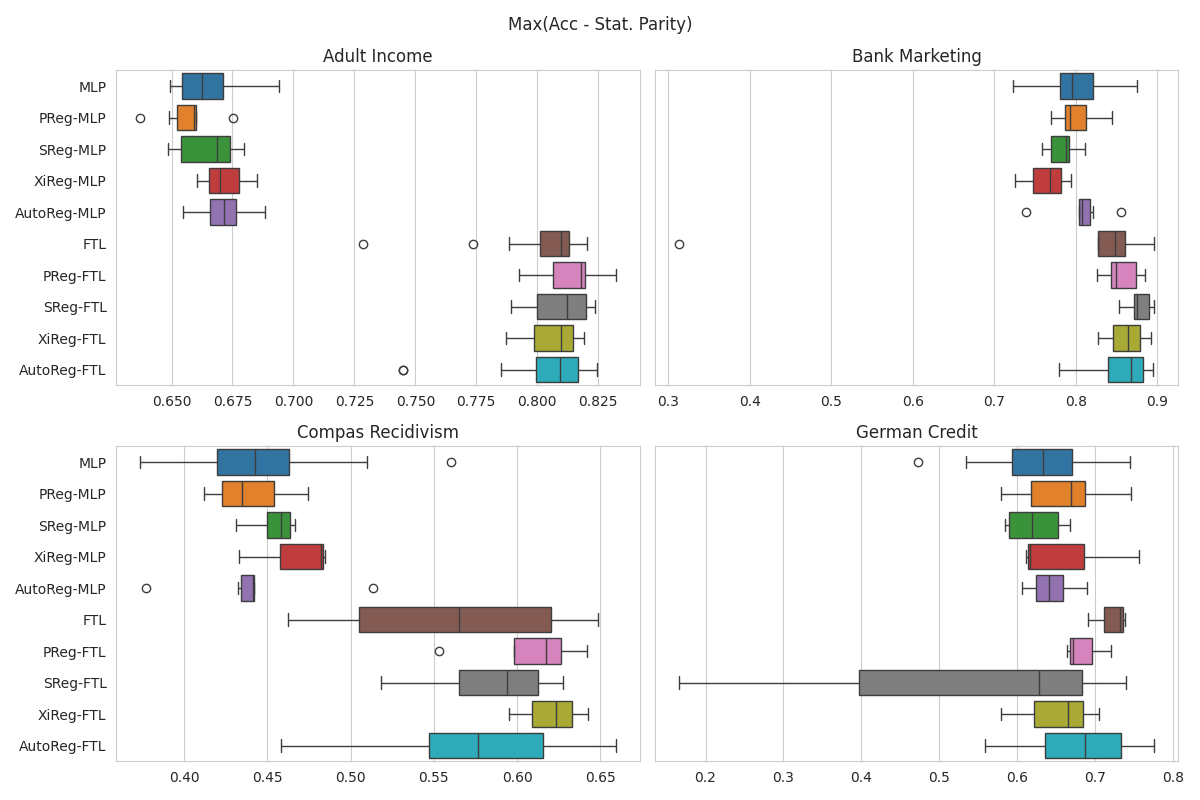 Max(Acc - Stat. Parity)
Adult Income
Bank Marketing
MLP
PReg-MLP
SReg-MLP
XiReg-MLP
AutoReg-MLP
FTL
PReg-FTL
SReg-FTL
XiReg-FTL
AutoReg-FTL
0.650 0.675 0.700 0.725 0.750 0.775 0.800 0.825
0.3 0.4 0.5 0.6 0.7 0.8 0.9
Compas Recidivism
German Credit
MLP
PReg-MLP
SReg-MLP
XiReg-MLP
AutoReg-MLP
FTL
PReg-FTL
SReg-FTL
XiReg-FTL
AutoReg-FTL
0.40 0.45 0.50 0.55 0.60 0.65
0.2 0.3 0.4 0.5 0.6 0.7 0.8